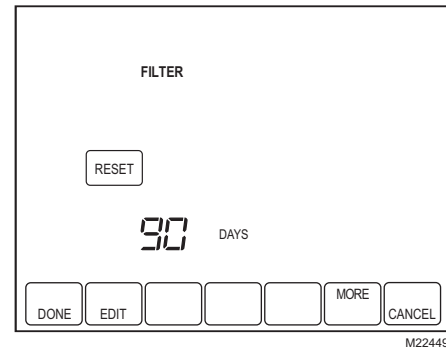 FILTER
RESET
90 DAYS
DONE EDIT MORE CANCEL
M22449